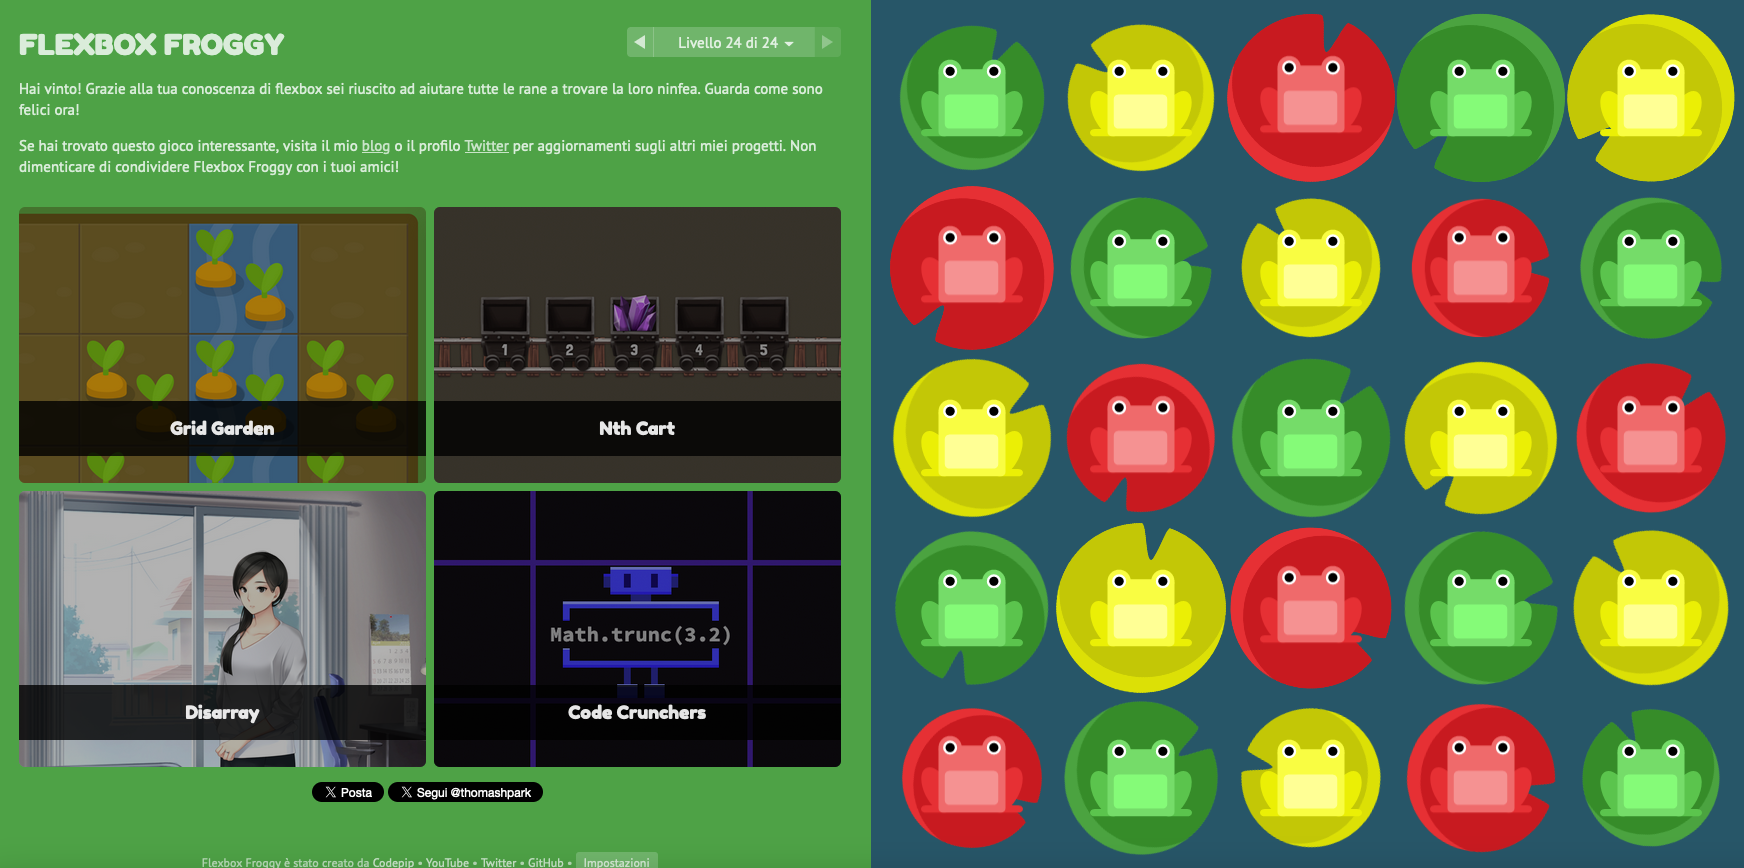 FLEXBOX FROGGY
Livello 24 di 24
Hai vinto! Grazie alla tua conoscenza di flexbox sei riuscito ad aiutare tutte le rane a trovare la loro ninfea. Guarda come sono
felici ora!
Se hai trovato questo gioco interessante, visita il mio blog o il profilo Twitter per aggiornamenti sugli altri miei progetti. Non
dimenticare di condividere Flexbox Froggy con i tuoi amici!
Grid Garden
1 2 3 4 5
Nth Cart
Disarray
Math.trunc(3.2)
Code Crunchers
X Posta
X Segui @thomashpark
Flexbox Froggy è stato creato da Codepip • YouTube • Twitter • GitHub • Impostazioni